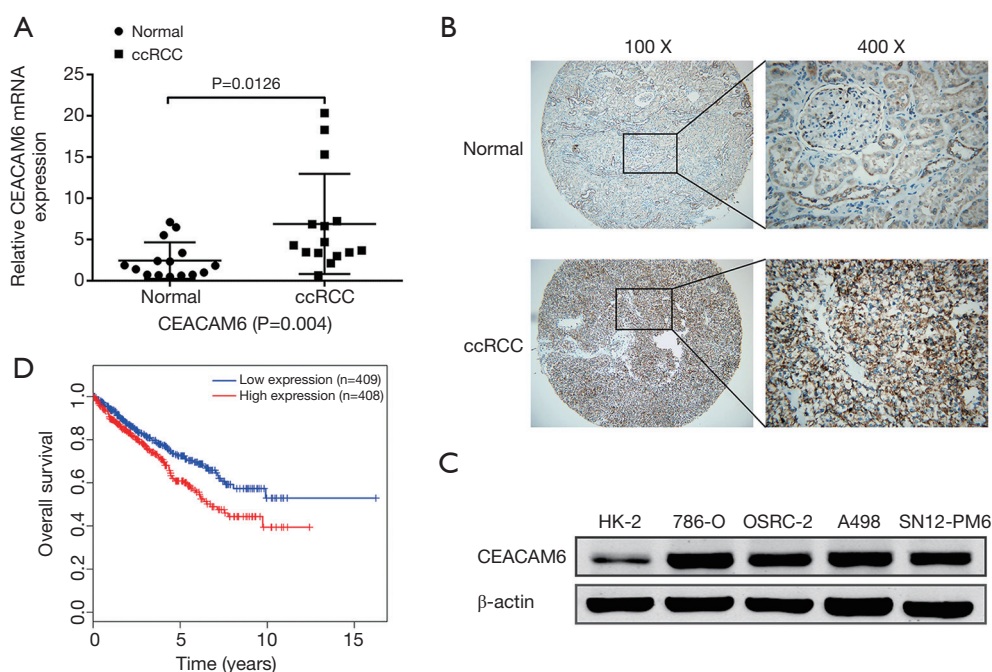 A
Normal
ccRCC
P=0.0126
Relative CEACAM6 mRNA
expression
25
20
15
10
5
0
Normal
ccRCC
CEACAM6 (P=0.004)
B
100 X
400 X
Normal
ccRCC
D
Low expression (n=409)
High expression (n=408)
Overall survival
1.0
0.8
0.6
0.4
0.2
0.0
0
5
10
15
Time (years)
C
HK-2
786-O
OSRC-2
A498
SN12-PM6
CEACAM6
β-actin